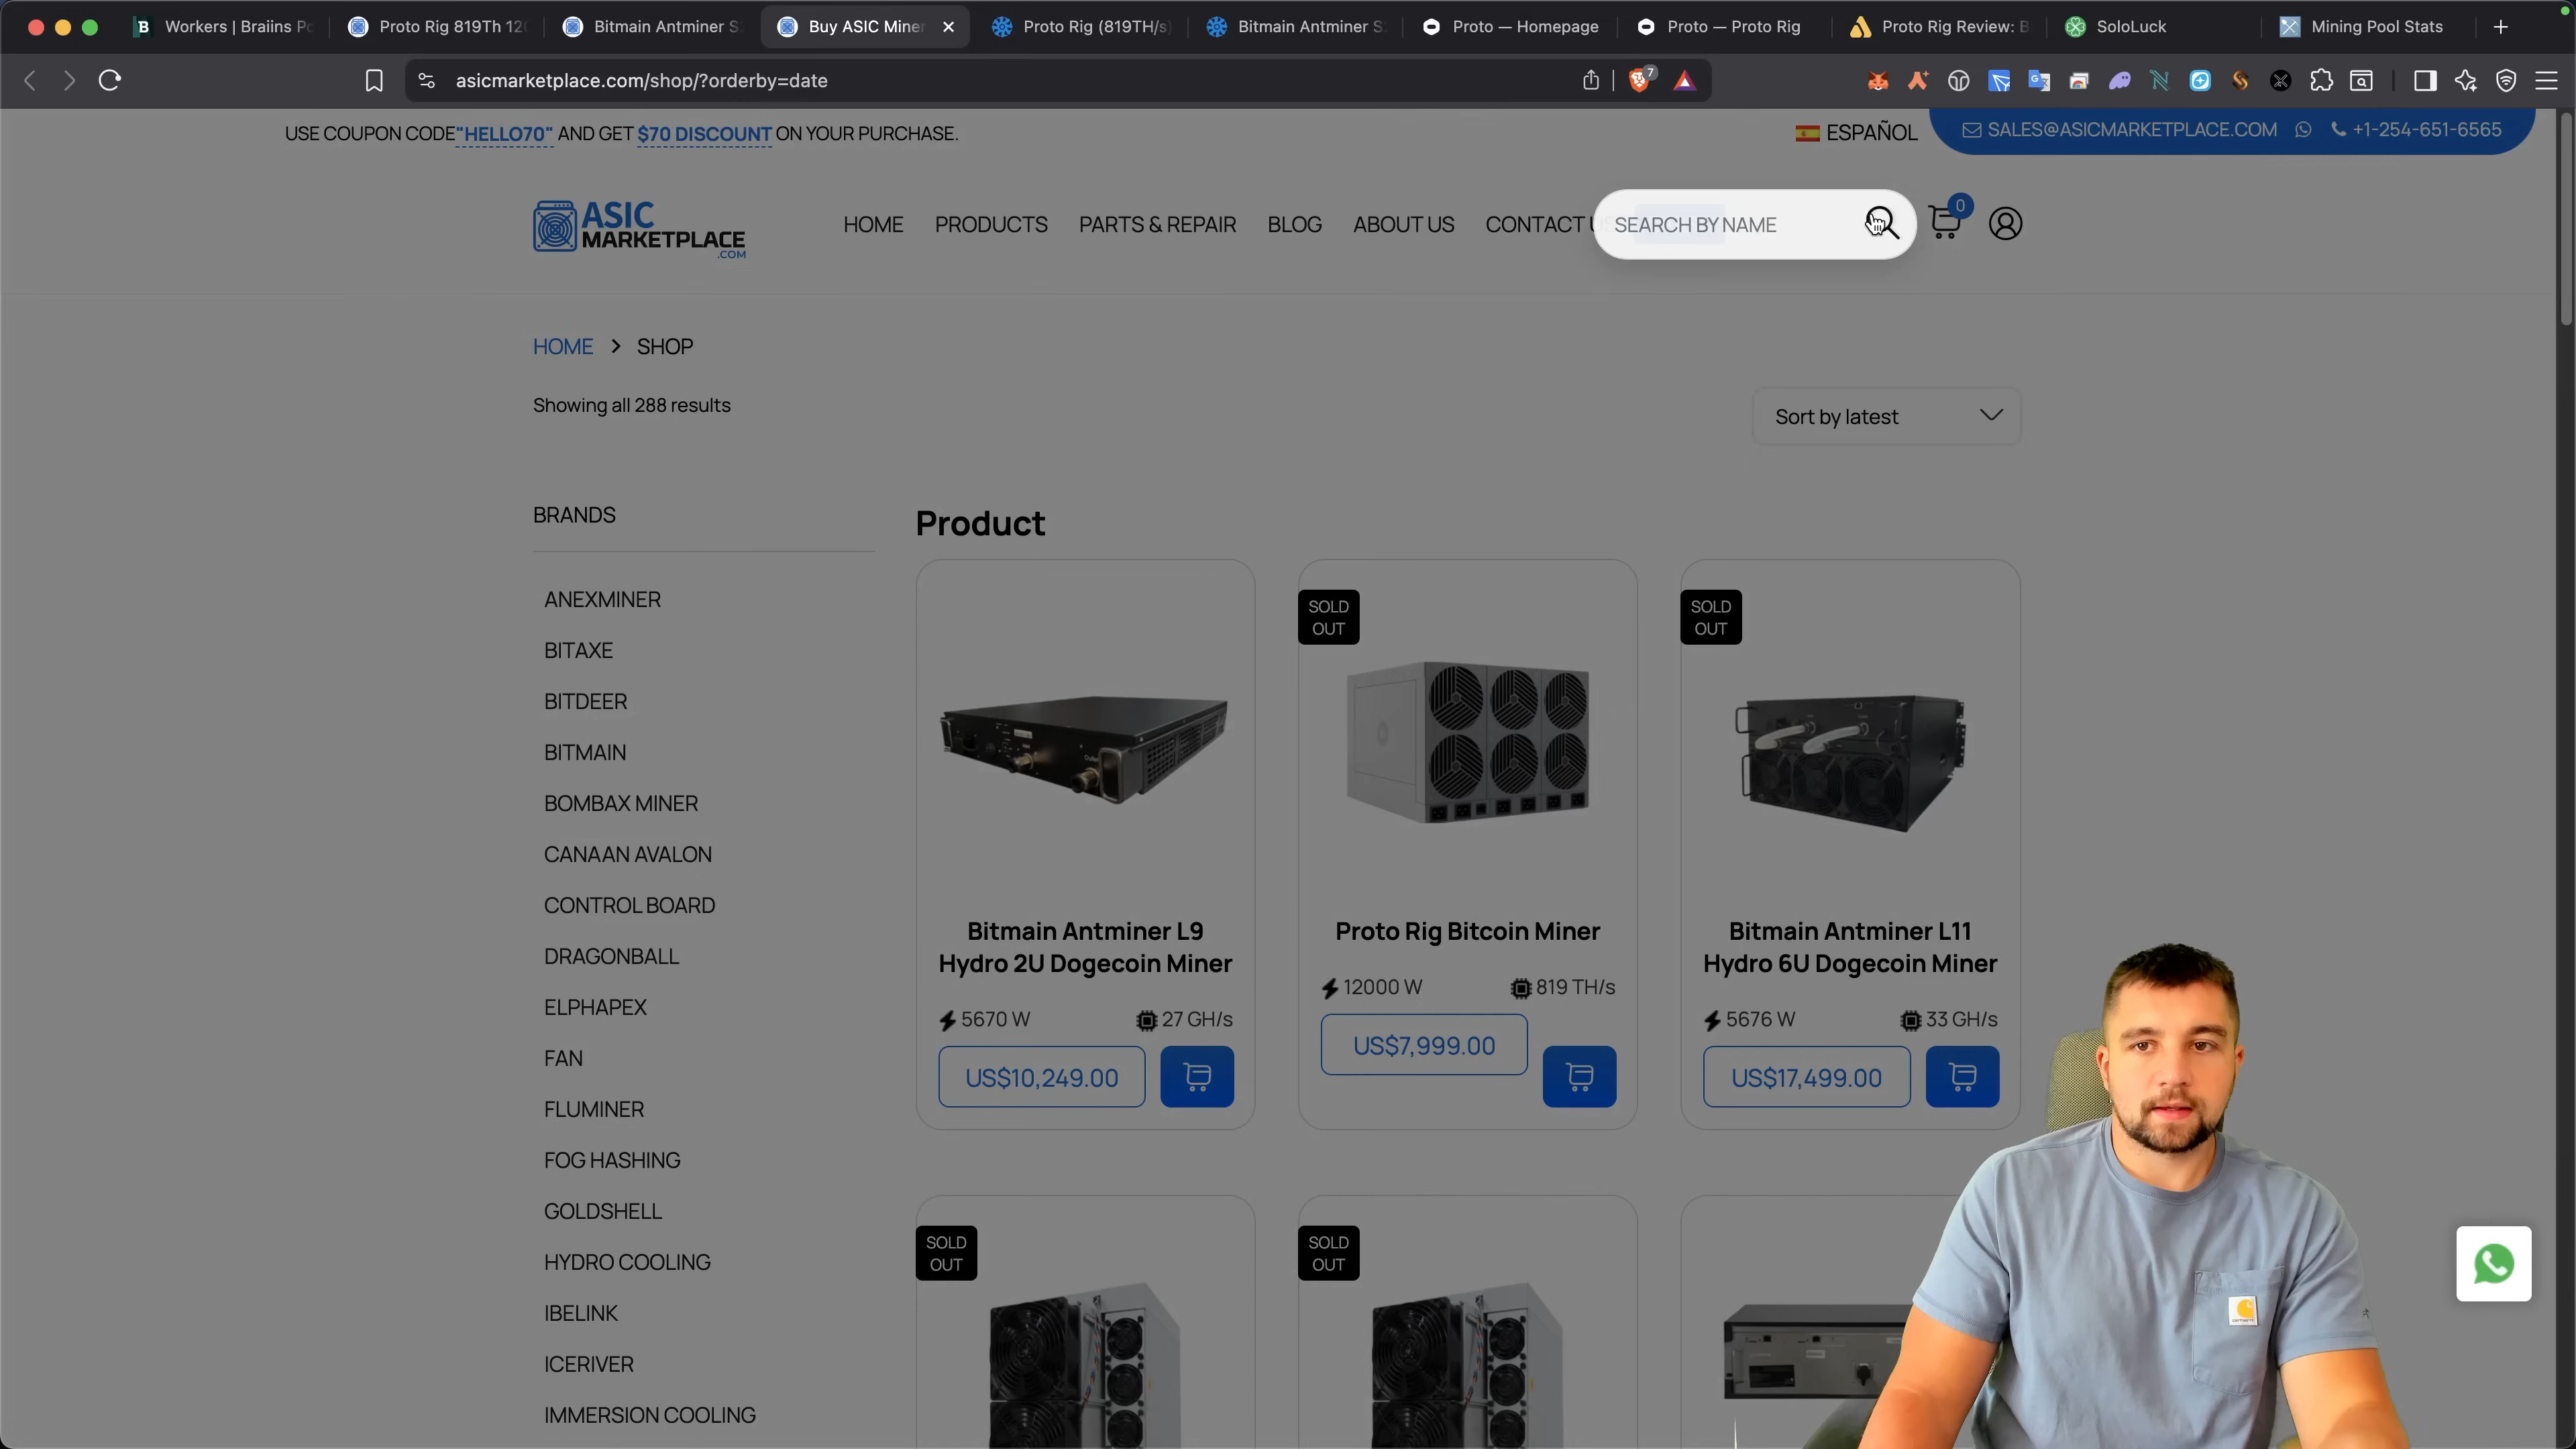 Workers | Braiins Po
Proto Rig 819Th 120
Bitmain Antminer S
Buy ASIC Miner
Proto Rig (819TH/s)
Bitmain Antminer S
Proto — Homepage
Proto — Proto Rig
Proto Rig Review: B
SoloLuck
Mining Pool Stats
asicmarketplace.com/shop/?orderby=date
7
USE COUPON CODE "HELLO70" AND GET $70 DISCOUNT ON YOUR PURCHASE.
ESPAÑOL
SALES@ASICMARKETPLACE.COM
+1-254-651-6565
ASIC
MARKETPLACE
.COM
HOME
PRODUCTS
PARTS & REPAIR
BLOG
ABOUT US
CONTACT US
SEARCH BY NAME
0
HOME > SHOP
Showing all 288 results
Sort by latest
BRANDS
ANEXMINER
BITAXE
BITDEER
BITMAIN
BOMBAX MINER
CANAAN AVALON
CONTROL BOARD
DRAGONBALL
ELPHAPEX
FAN
FLUMINER
FOG HASHING
GOLDSHELL
HYDRO COOLING
IBELINK
ICERIVER
IMMERSION COOLING
Product
Bitmain Antminer L9
Hydro 2U Dogecoin Miner
5670 W
27 GH/s
US$10,249.00
SOLD
OUT
Proto Rig Bitcoin Miner
12000 W
819 TH/s
US$7,999.00
SOLD
OUT
Bitmain Antminer L11
Hydro 6U Dogecoin Miner
5676 W
33 GH/s
US$17,499.00
SOLD
OUT
SOLD
OUT